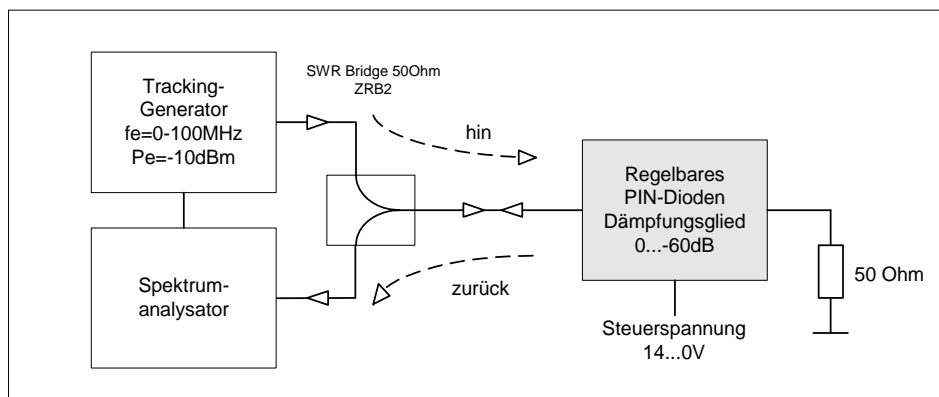 Tracking-
Generator
fe=0-100MHz
Pe=-10dBm
SWR Bridge 50Ohm
ZRB2
hin
Regelbares
PIN-Dioden
Dämpfungsglied
0...-60dB
Spektrum-
analysator
zurück
50 Ohm
Steuerspannung
14...0V